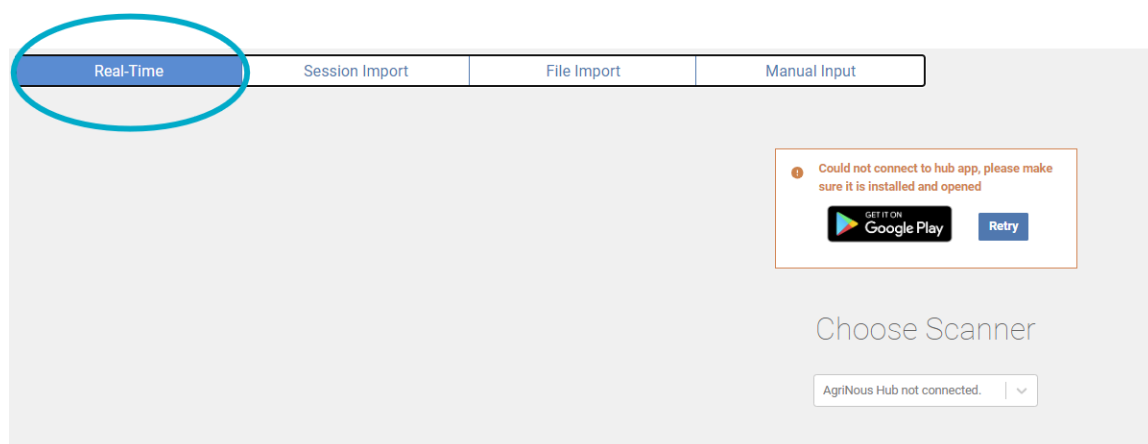 Real-Time
Session Import
File Import
Manual Input
Could not connect to hub app, please make
sure it is installed and opened
GET IT ON
Google Play
Retry
Choose Scanner
AgriNous Hub not connected.